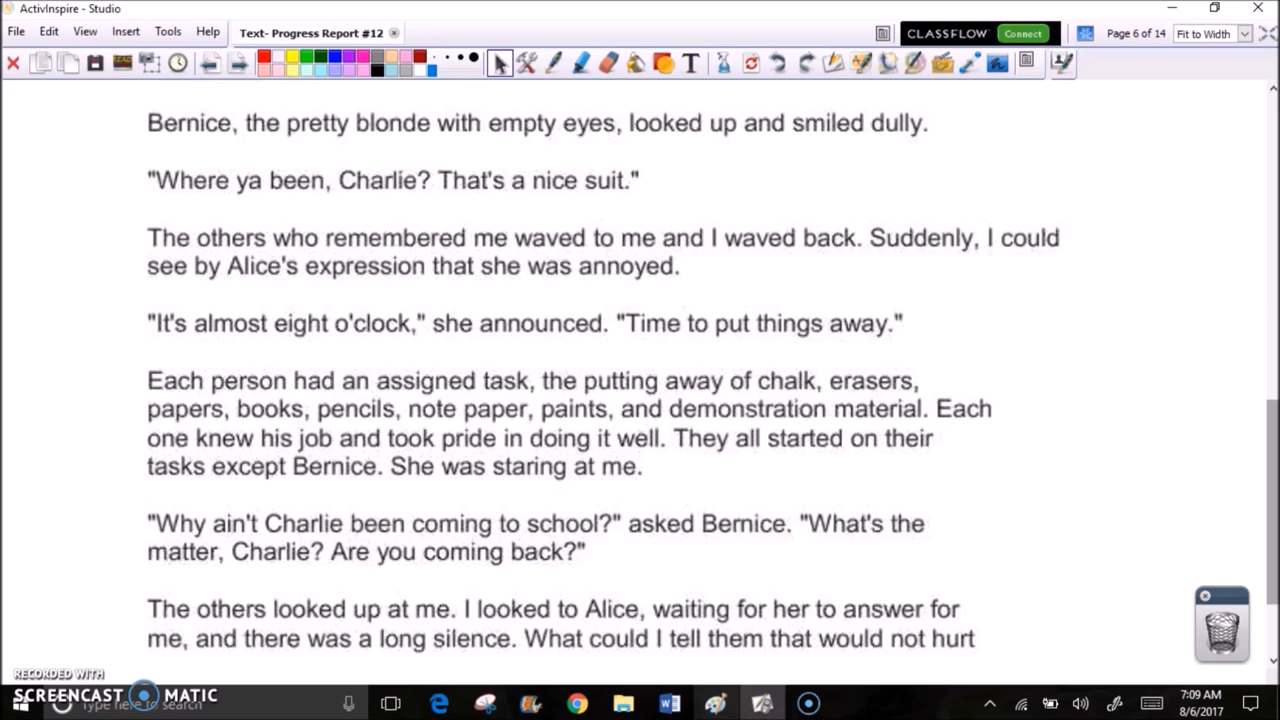 ActivInspire - Studio
File Edit View Insert Tools Help
Text- Progress Report #12
CLASSFLOW Connect
Page 6 of 14
Fit to Width
Bernice, the pretty blonde with empty eyes, looked up and smiled dully.
"Where ya been, Charlie? That's a nice suit."
The others who remembered me waved to me and I waved back. Suddenly, I could
see by Alice's expression that she was annoyed.
"It's almost eight o'clock," she announced. "Time to put things away."
Each person had an assigned task, the putting away of chalk, erasers,
papers, books, pencils, note paper, paints, and demonstration material. Each
one knew his job and took pride in doing it well. They all started on their
tasks except Bernice. She was staring at me.
"Why ain't Charlie been coming to school?" asked Bernice. "What's the
matter, Charlie? Are you coming back?"
The others looked up at me. I looked to Alice, waiting for her to answer for
me, and there was a long silence. What could I tell them that would not hurt
RECORDED WITH
SCREENCAST MATIC
Type here to search
7:09 AM
8/6/2017